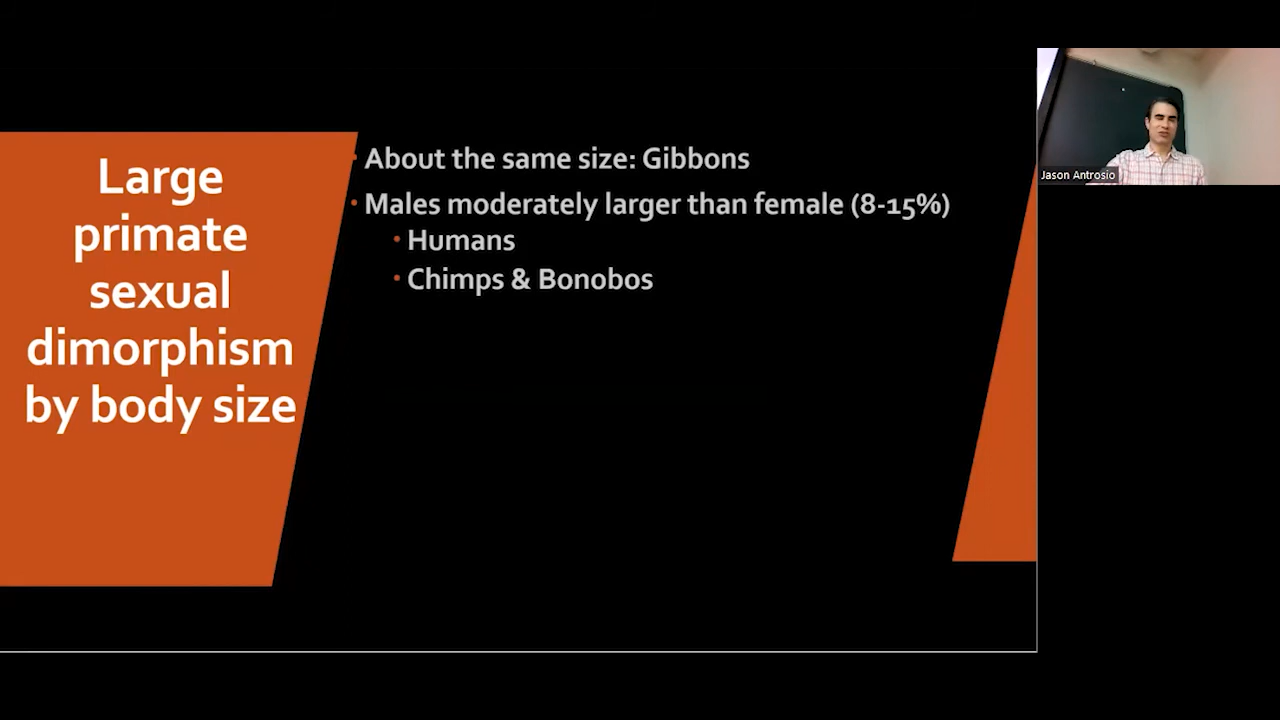 Large
primate
sexual
dimorphism
by body size
About the same size: Gibbons
Males moderately larger than female (8-15%)
Humans
Chimps & Bonobos
Jason Antrosio